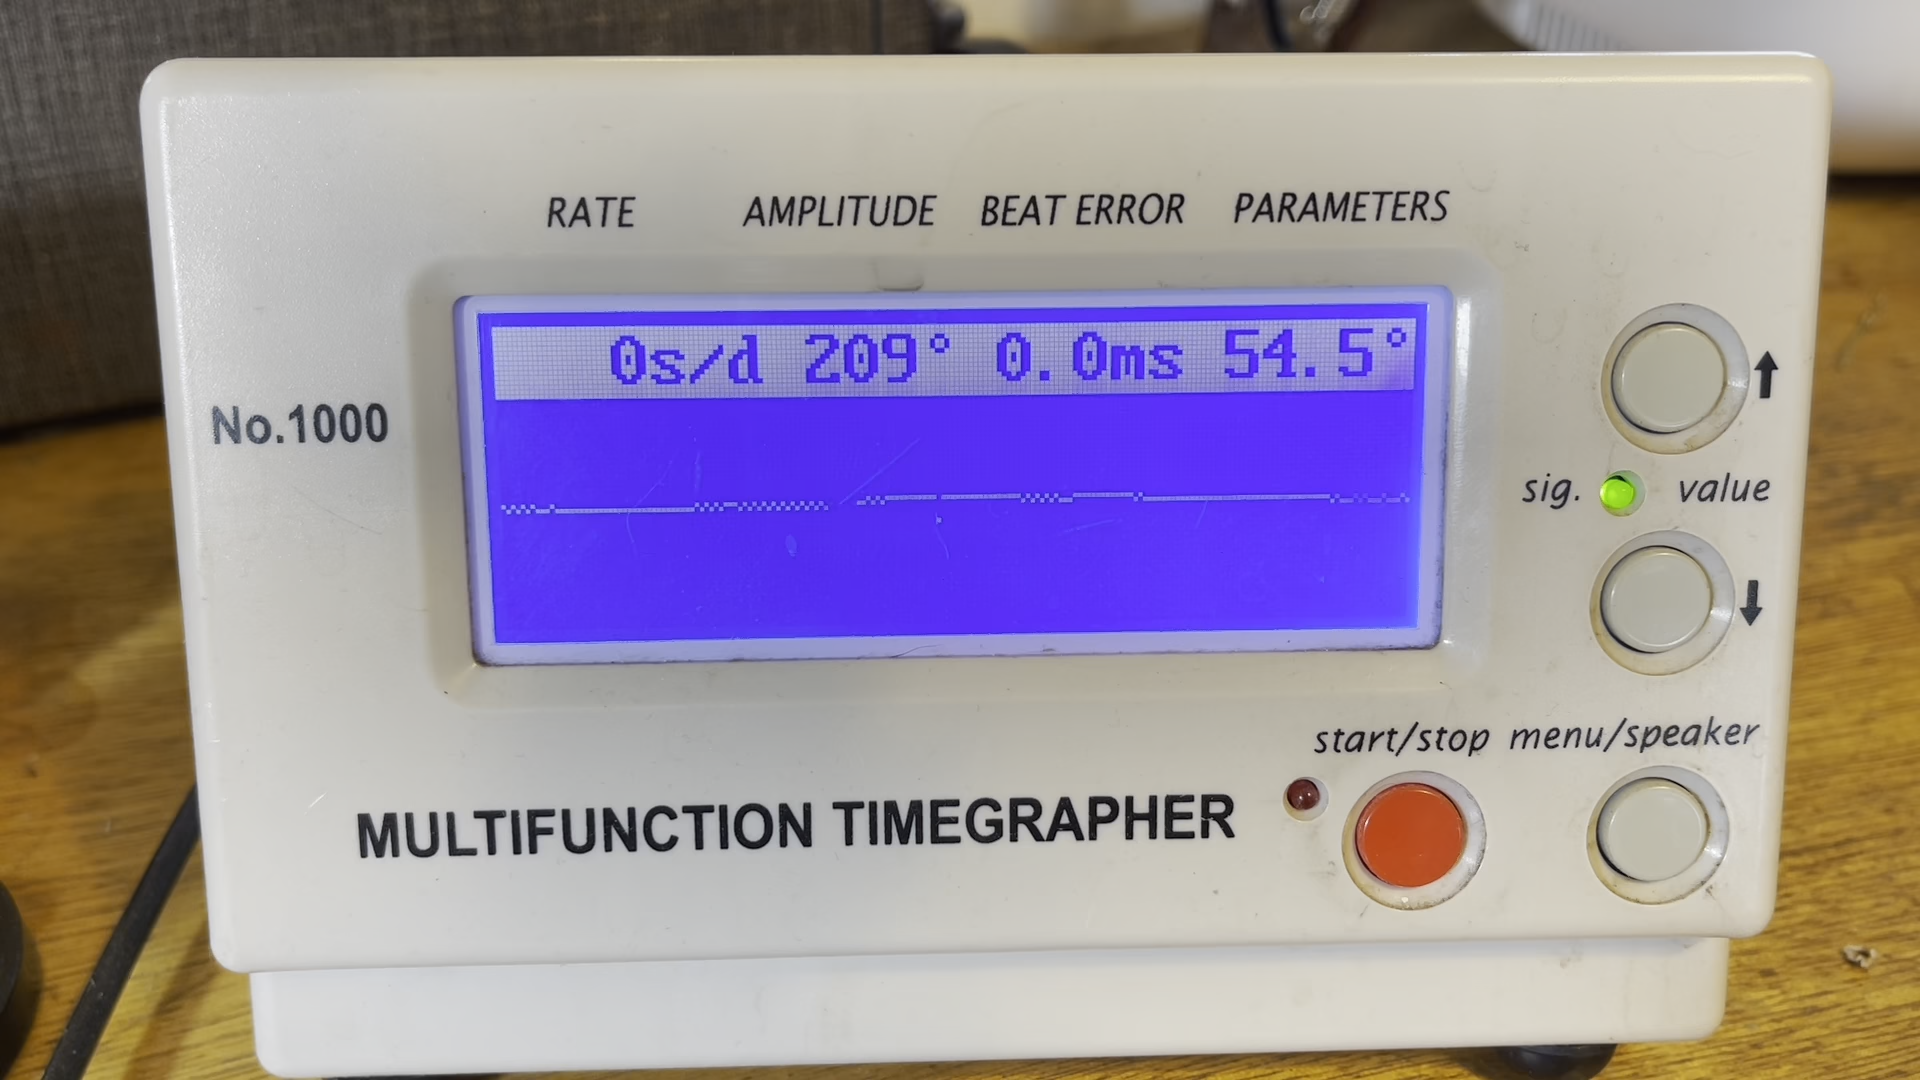 RATE AMPLITUDE BEAT ERROR PARAMETERS
0s/d 209° 0.0ms 54.5°
No.1000
sig. value
start/stop menu/speaker
MULTIFUNCTION TIMEGRAPHER